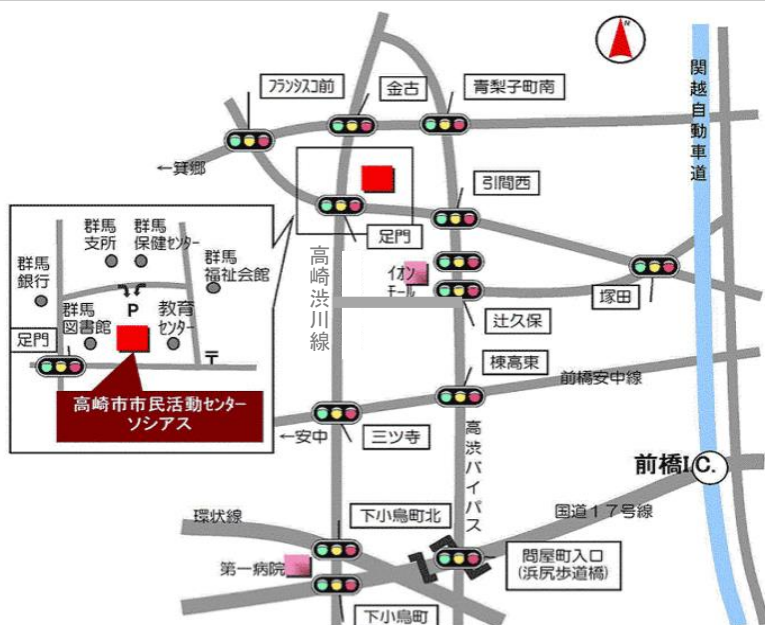 N
フランシスコ前
金古
青梨子町南
関越自動車道
←箕郷
引間西
足門
高崎渋川線
イオン
モール
塚田
辻久保
群馬
支所
群馬
保健センター
群馬
銀行
群馬
福祉会館
P
群馬
図書館
教育
センター
足門
〒
高崎市市民活動センター
ソシアス
棟高東
前橋安中線
←安中
三ツ寺
高渋バイパス
前橋I.C.
環状線
下小鳥町北
国道17号線
第一病院
問屋町入口
(浜尻歩道橋)
下小鳥町